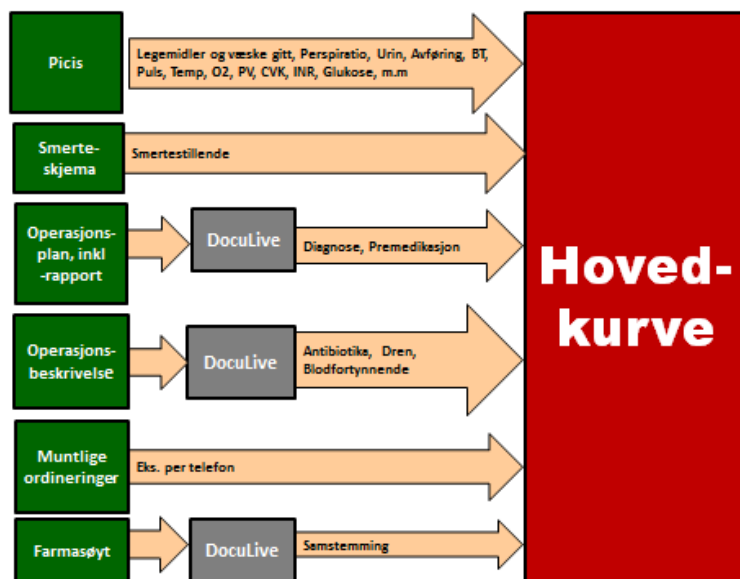 Picis
Legemidler og væske gitt, Perspiratio, Urin, Avføring, BT,
Puls, Temp, O2, PV, CVK, INR, Glukose, m.m
Smerte-
skjema
Smertestillende
Operasjons-
plan, inkl
-rapport
DocuLive
Diagnose, Premedikasjon
Operasjons-
beskrivelse
DocuLive
Antibiotika, Dren,
Blodfortynnende
Muntlige
ordineringer
Eks. per telefon
Farmasøyt
DocuLive
Samstemming
Hoved-
kurve